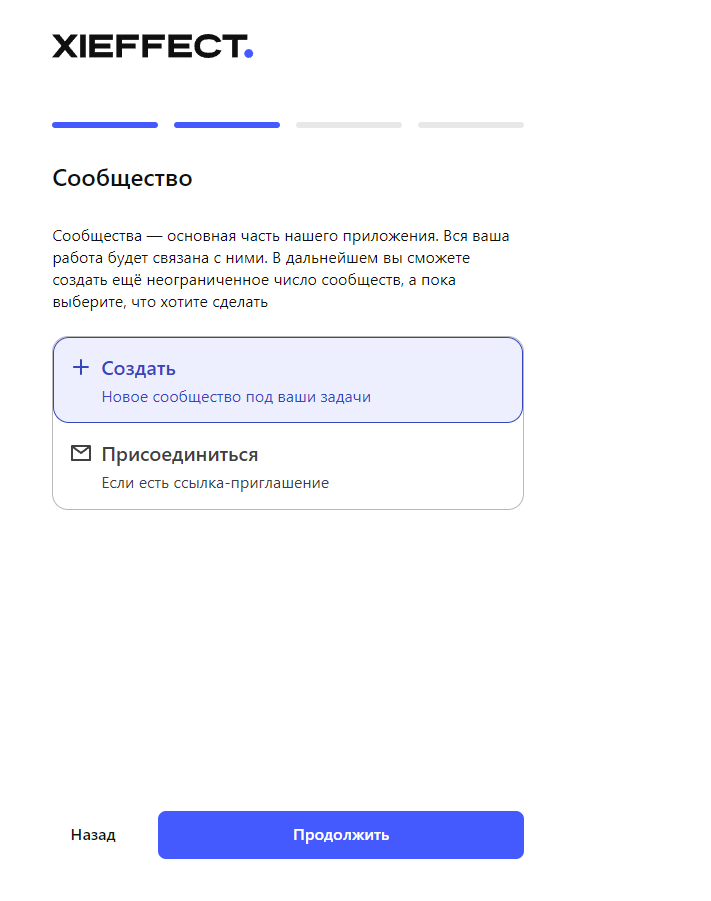 XIEFFECT.
Сообщество
Сообщества — основная часть нашего приложения. Вся ваша
работа будет связана с ними. В дальнейшем вы сможете
создать ещё неограниченное число сообществ, а пока
выберите, что хотите сделать
Создать
Новое сообщество под ваши задачи
Присоединиться
Если есть ссылка-приглашение
Назад
Продолжить